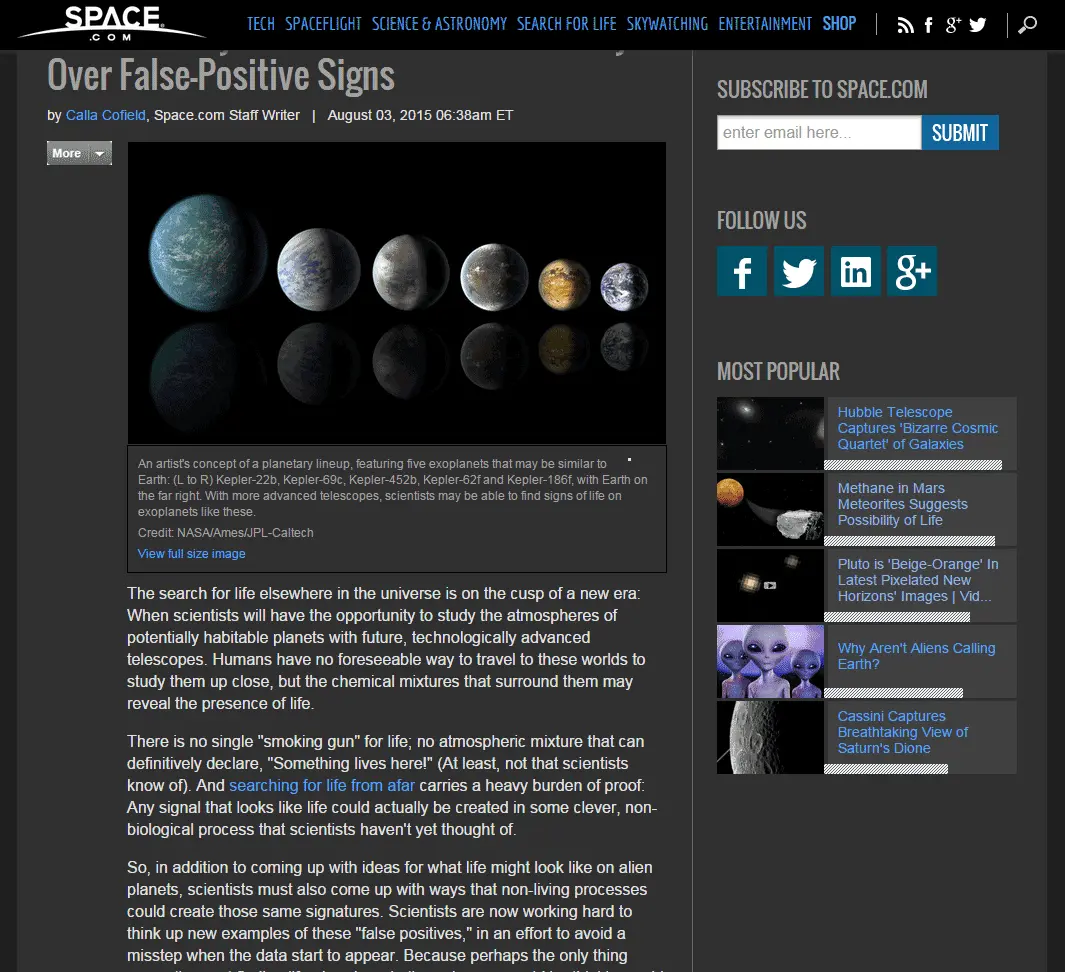 SPACE
.COM
TECH SPACEFLIGHT SCIENCE & ASTRONOMY SEARCH FOR LIFE SKYWATCHING ENTERTAINMENT SHOP
Over False-Positive Signs
by Calla Cofield, Space.com Staff Writer | August 03, 2015 06:38am ET
More
An artist's concept of a planetary lineup, featuring five exoplanets that may be similar to
Earth: (L to R) Kepler-22b, Kepler-69c, Kepler-452b, Kepler-62f and Kepler-186f, with Earth on
the far right. With more advanced telescopes, scientists may be able to find signs of life on
exoplanets like these.
Credit: NASA/Ames/JPL-Caltech
View full size image
The search for life elsewhere in the universe is on the cusp of a new era:
When scientists will have the opportunity to study the atmospheres of
potentially habitable planets with future, technologically advanced
telescopes. Humans have no foreseeable way to travel to these worlds to
study them up close, but the chemical mixtures that surround them may
reveal the presence of life.
There is no single "smoking gun" for life; no atmospheric mixture that can
definitively declare, "Something lives here!" (At least, not that scientists
know of). And searching for life from afar carries a heavy burden of proof:
Any signal that looks like life could actually be created in some clever, non-
biological process that scientists haven't yet thought of.
So, in addition to coming up with ideas for what life might look like on alien
planets, scientists must also come up with ways that non-living processes
could create those same signatures. Scientists are now working hard to
think up new examples of these "false positives," in an effort to avoid a
misstep when the data start to appear. Because perhaps the only thing
SUBSCRIBE TO SPACE.COM
enter email here...
SUBMIT
FOLLOW US
MOST POPULAR
Hubble Telescope
Captures 'Bizarre Cosmic
Quartet' of Galaxies
Methane in Mars
Meteorites Suggests
Possibility of Life
Pluto is 'Beige-Orange' In
Latest Pixelated New
Horizons' Images | Vid...
Why Aren't Aliens Calling
Earth?
Cassini Captures
Breathtaking View of
Saturn's Dione